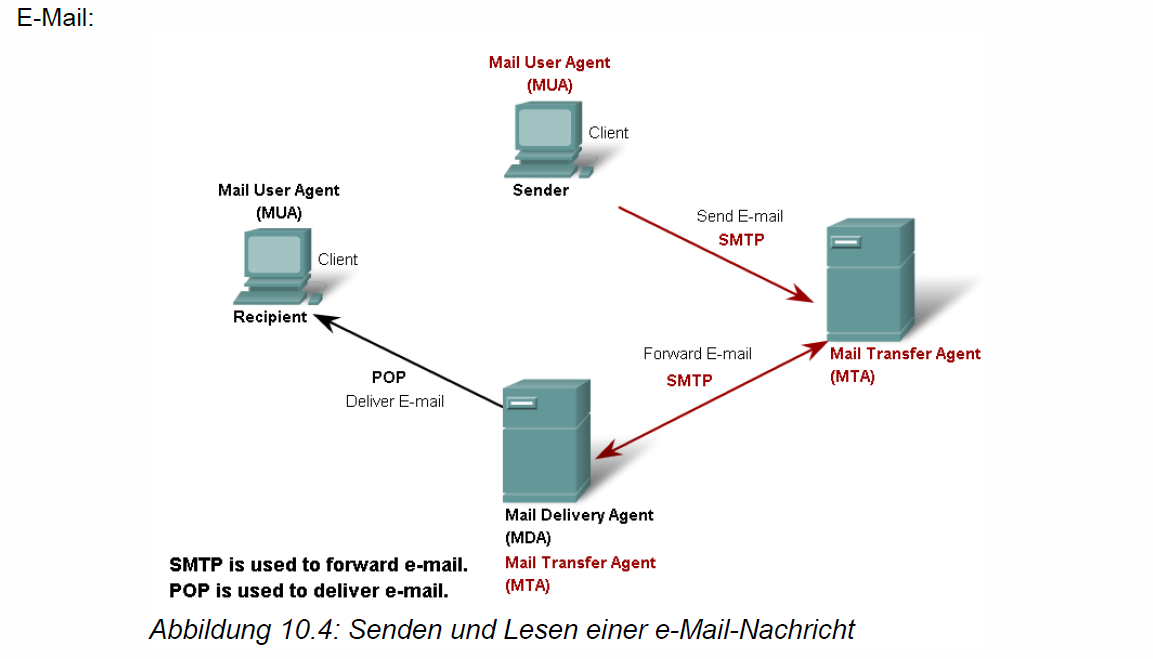 E-Mail:
Mail User Agent
(MUA)
Client
Sender
Mail User Agent
(MUA)
Client
Recipient
Send E-mail
SMTP
Forward E-mail
SMTP
Mail Transfer Agent
(MTA)
POP
Deliver E-mail
Mail Delivery Agent
(MDA)
Mail Transfer Agent
(MTA)
SMTP is used to forward e-mail.
POP is used to deliver e-mail.
Abbildung 10.4: Senden und Lesen einer e-Mail-Nachricht